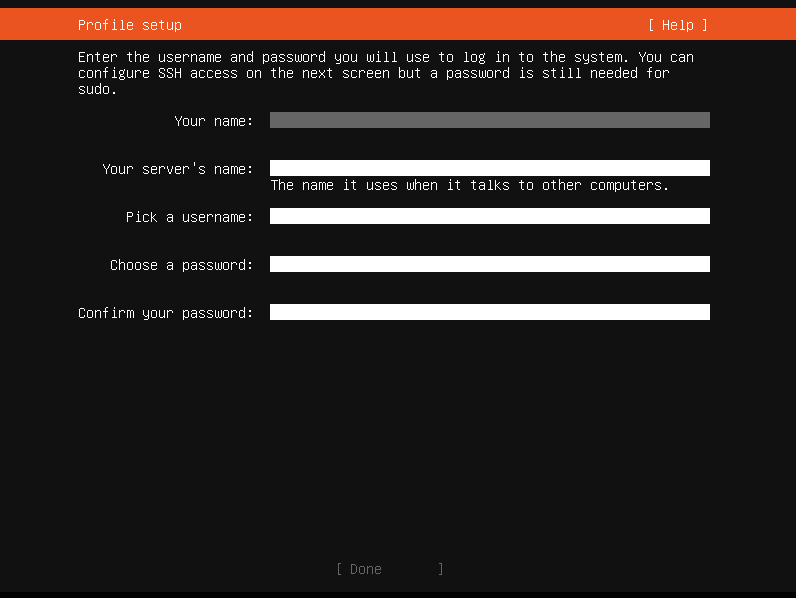 Profile setup [ Help ]
Enter the username and password you will use to log in to the system. You can
configure SSH access on the next screen but a password is still needed for
sudo.
Your name:
Your server's name:
The name it uses when it talks to other computers.
Pick a username:
Choose a password:
Confirm your password:
[ Done ]